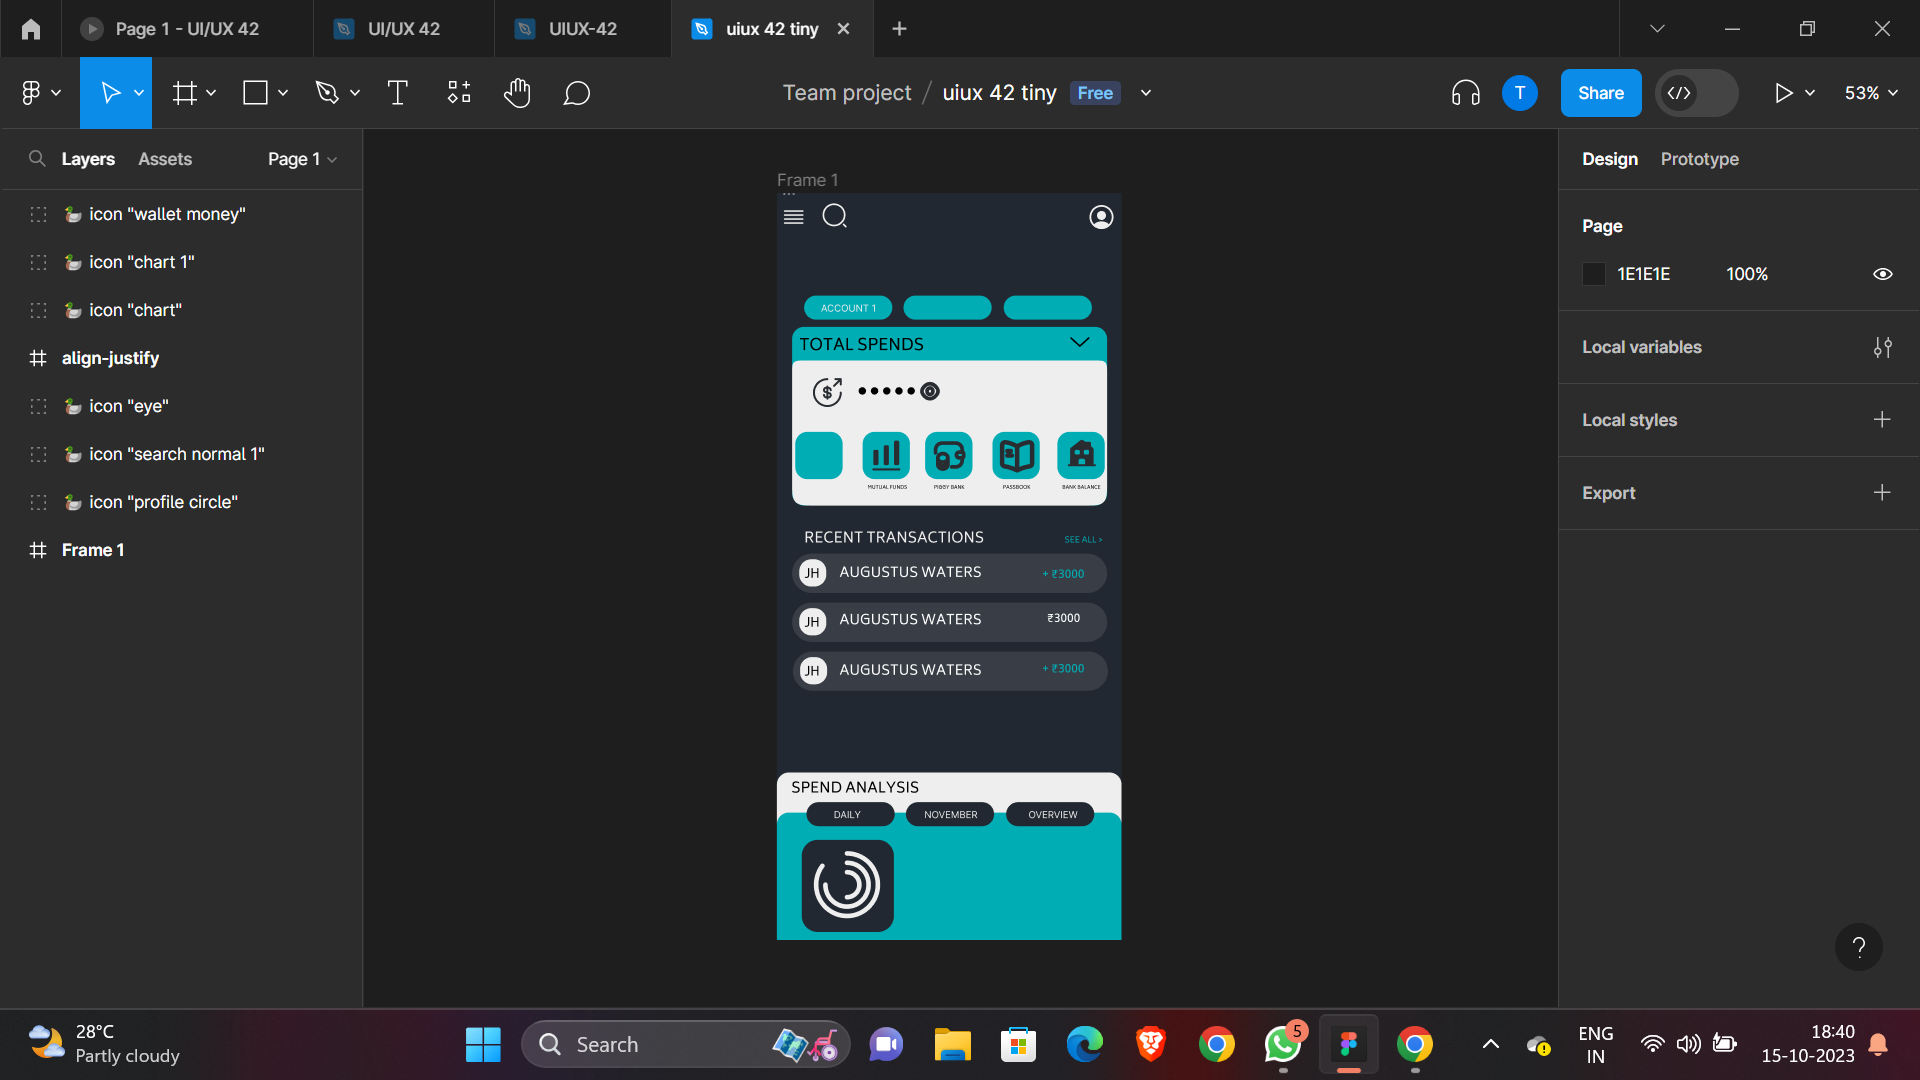 Page 1 - UI/UX 42
UI/UX 42
UIUX-42
uiux 42 tiny
Team project / uiux 42 tiny
Free
T
Share
53%
Layers
Assets
Page 1
icon "wallet money"
icon "chart 1"
icon "chart"
align-justify
icon "eye"
icon "search normal 1"
icon "profile circle"
Frame 1
Frame 1
ACCOUNT 1
TOTAL SPENDS
$
MUTUAL FUNDS
PIGGY BANK
PASSBOOK
BANK BALANCE
RECENT TRANSACTIONS
SEE ALL >
JH
AUGUSTUS WATERS
+ ₹3000
JH
AUGUSTUS WATERS
₹3000
JH
AUGUSTUS WATERS
+ ₹3000
SPEND ANALYSIS
DAILY
NOVEMBER
OVERVIEW
Design
Prototype
Page
1E1E1E
100%
Local variables
Local styles
Export
?
28°C
Partly cloudy
Search
5
ENG
IN
18:40
15-10-2023